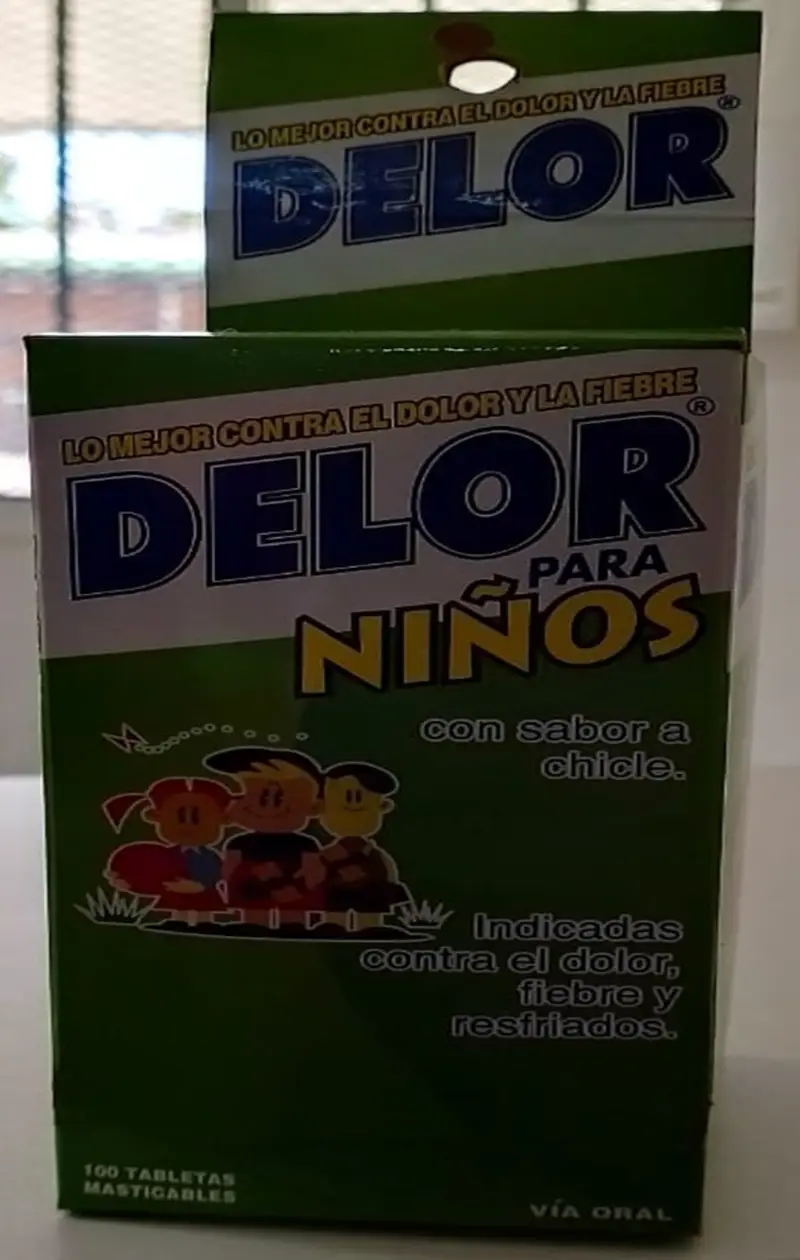 LO MEJOR CONTRA EL DOLOR Y LA FIEBRE
DELOR®
LO MEJOR CONTRA EL DOLOR Y LA FIEBRE
DELOR®
PARA
NIÑOS
con sabor a
chicle.
Indicadas
contra el dolor,
fiebre y
resfriados.
100 TABLETAS
MASTICABLES
VÍA ORAL